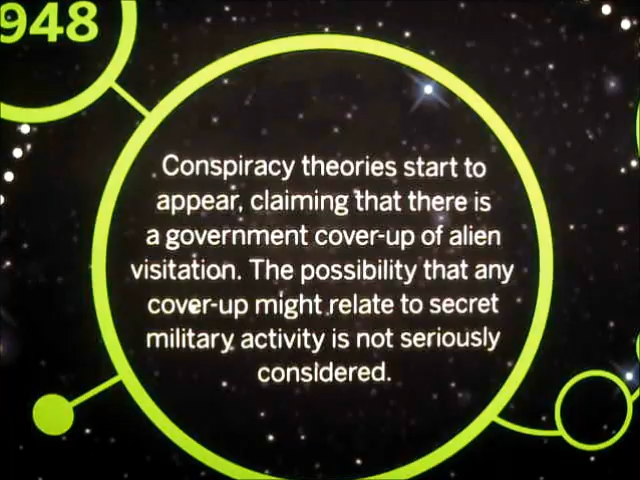 948
Conspiracy theories start to
appear, claiming that there is
a government cover-up of alien
visitation. The possibility that any
cover-up might relate to secret
military activity is not seriously
considered.